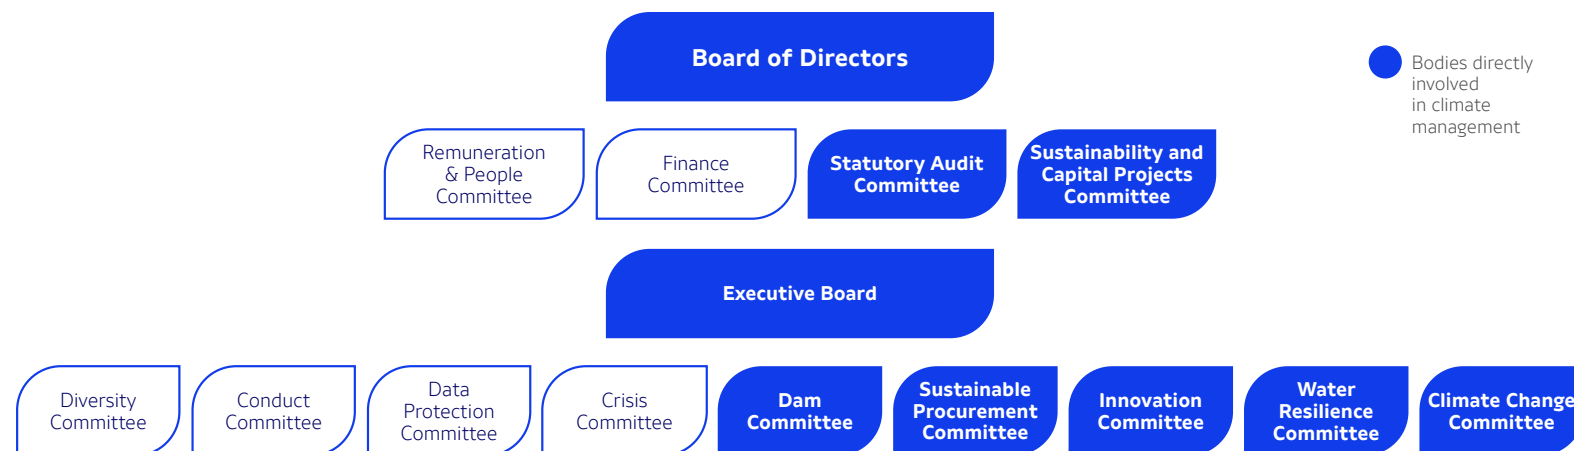 Board of Directors
Bodies directly
involved
in climate
management
Remuneration
& People
Committee
Finance
Committee
Statutory Audit
Committee
Sustainability and
Capital Projects
Committee
Executive Board
Diversity
Committee
Conduct
Committee
Data
Protection
Committee
Crisis
Committee
Dam
Committee
Sustainable
Procurement
Committee
Innovation
Committee
Water
Resilience
Committee
Climate Change
Committee